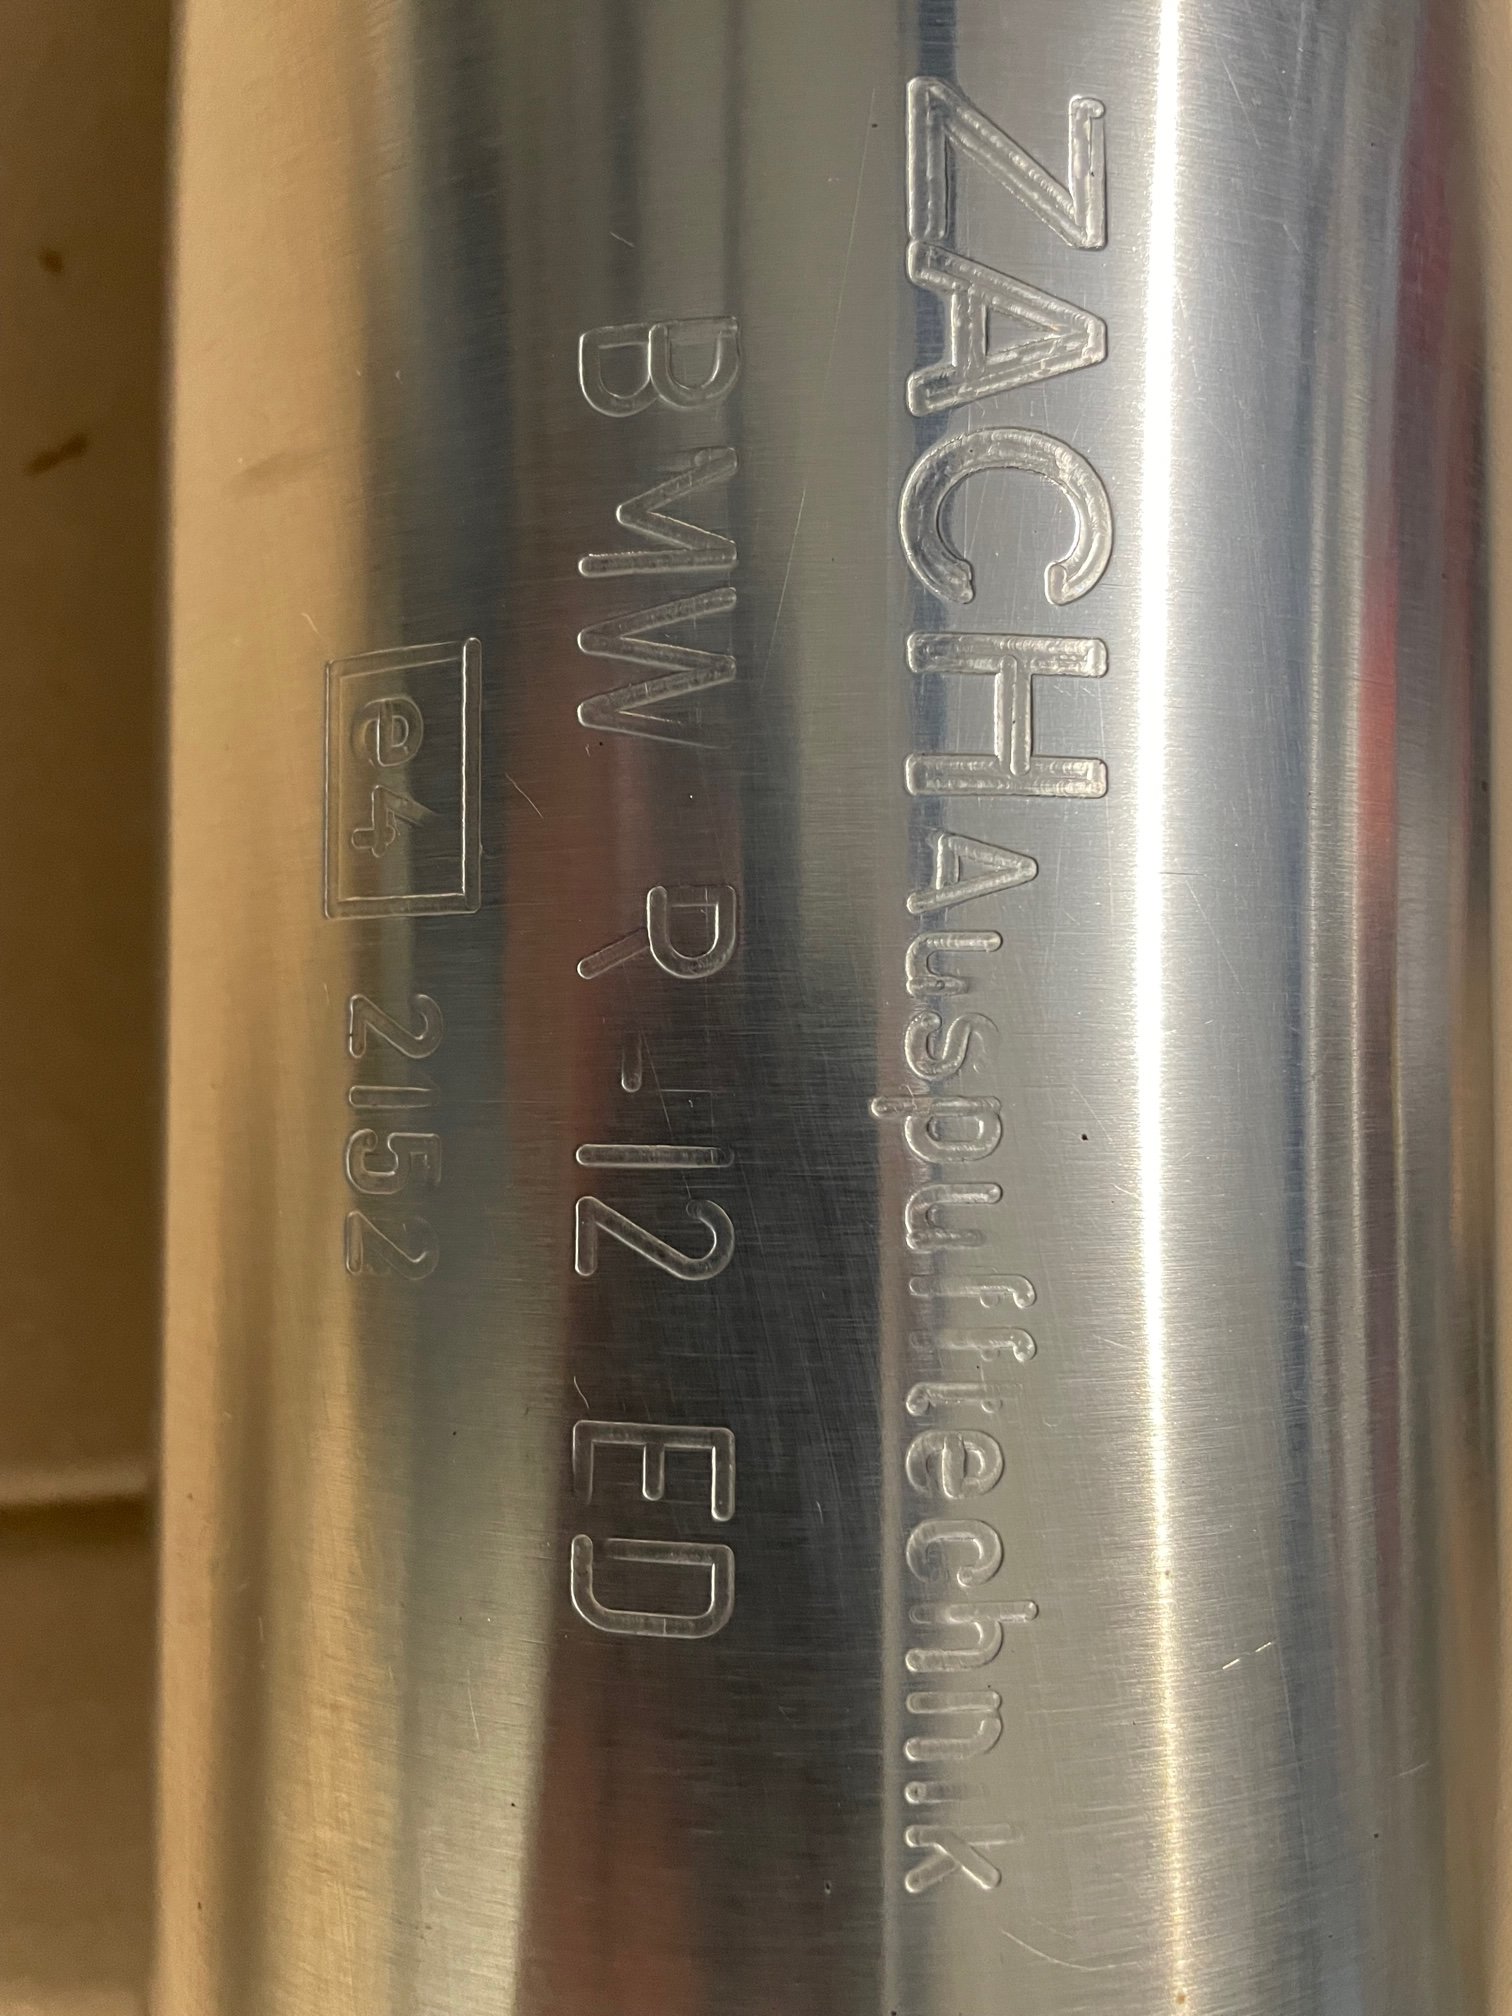 ZACH Auspufftechnik
BMW R-12 ED
e4 2152